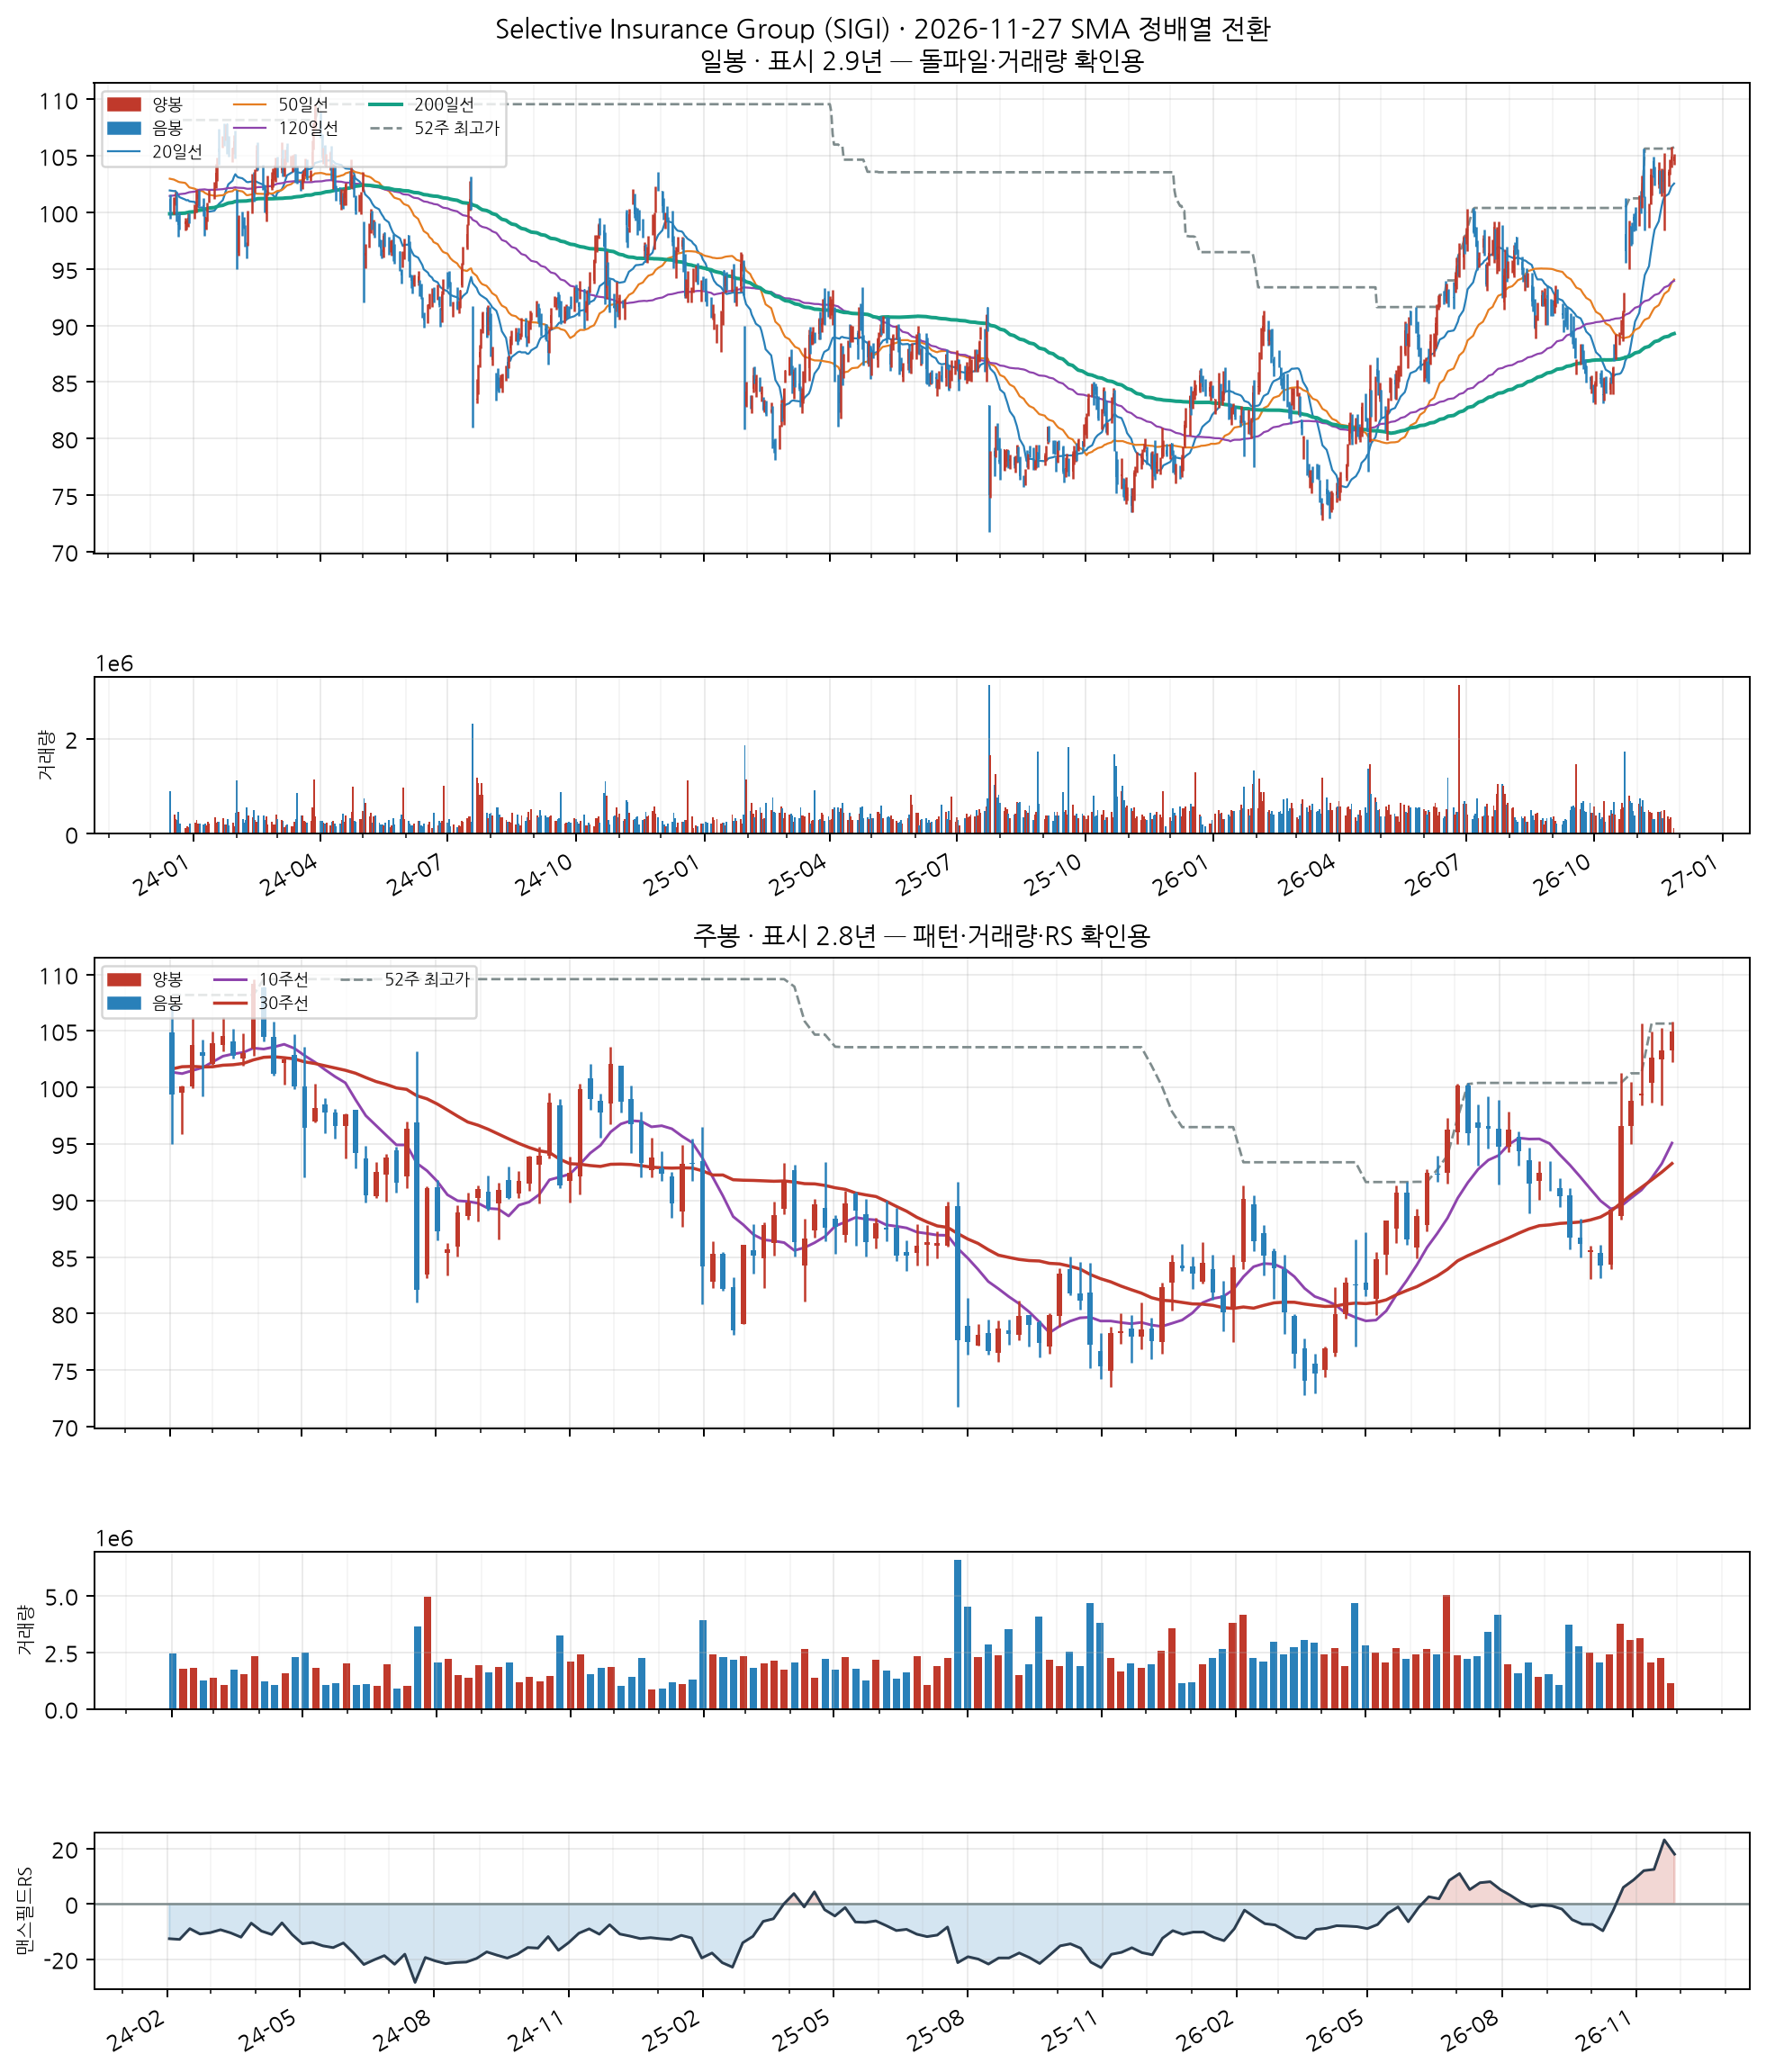 Selective Insurance Group (SIGI) · 2026-11-27 SMA 정배열 전환
일봉 · 표시 2.9년 — 돌파일·거래량 확인용
양봉 50일선 200일선
음봉 120일선 52주 최고가
20일선
110
105
100
95
90
85
80
75
70
1e6
거래량
2
0
24-01 24-04 24-07 24-10 25-01 25-04 25-07 25-10 26-01 26-04 26-07 26-10 27-01
주봉 · 표시 2.8년 — 패턴·거래량·RS 확인용
양봉 10주선 52주 최고가
음봉 30주선
110
105
100
95
90
85
80
75
70
1e6
거래량
5.0
2.5
0.0
맨스필드RS
20
0
-20
24-02 24-05 24-08 24-11 25-02 25-05 25-08 25-11 26-02 26-05 26-08 26-11